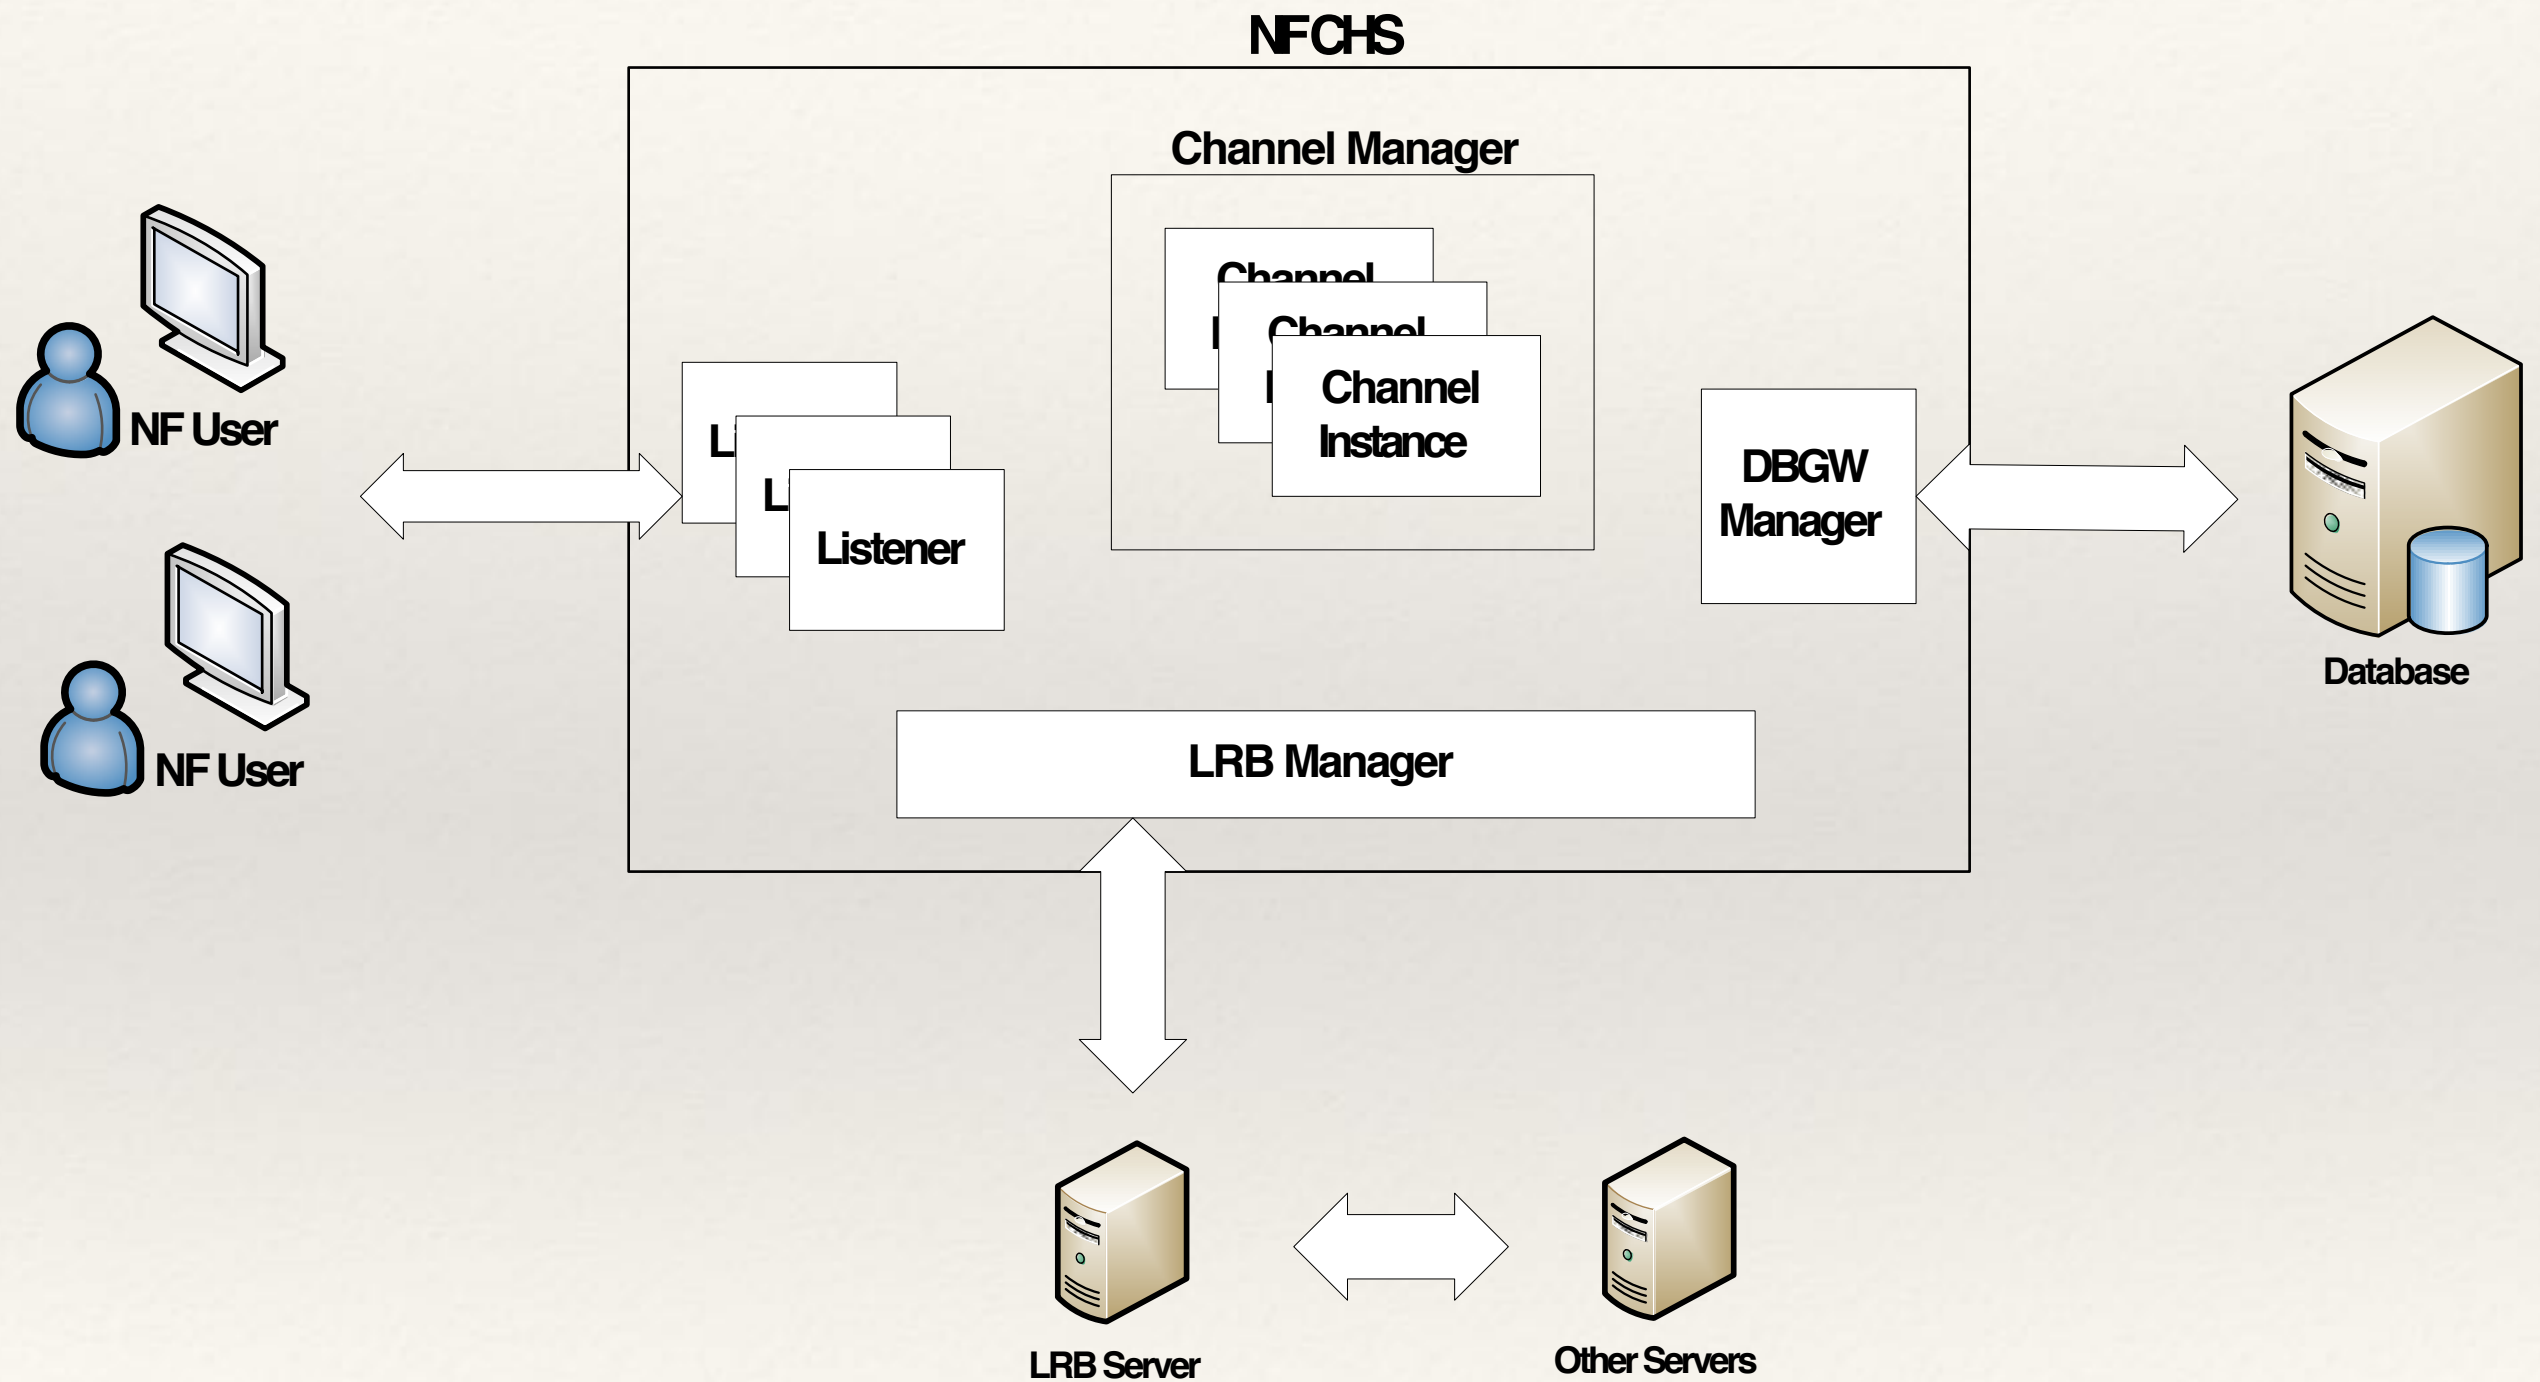 NFCHS
Channel Manager
Channel
Channel
Channel
Instance
NF User
Listener
DBGW
Manager
Database
NF User
LRB Manager
LRB Server
Other Servers